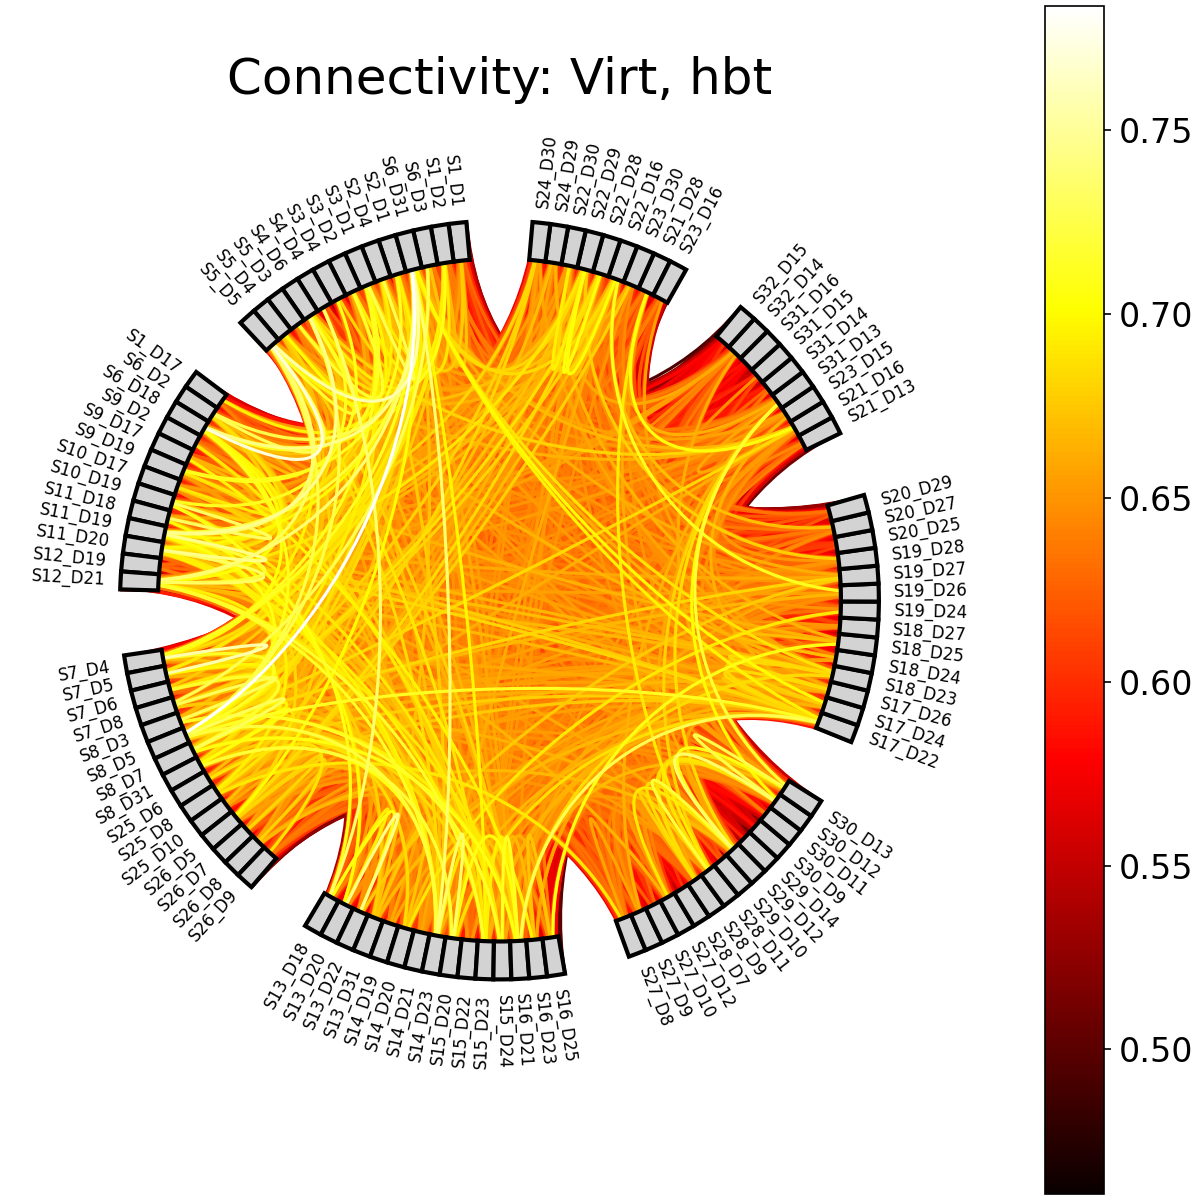 Connectivity: Virt, hbt
S1_D1
S1_D2
S6_D3
S6_D31
S2_D1
S2_D4
S3_D1
S3_D2
S3_D4
S4_D4
S4_D6
S5_D3
S5_D4
S5_D5
S1_D17
S6_D2
S6_D18
S9_D2
S9_D17
S9_D19
S10_D17
S10_D19
S11_D18
S11_D19
S11_D20
S12_D19
S12_D21
S7_D4
S7_D5
S7_D6
S7_D8
S8_D3
S8_D5
S8_D7
S8_D31
S25_D6
S25_D8
S25_D10
S26_D5
S26_D7
S26_D8
S26_D9
S13_D18
S13_D20
S13_D22
S13_D31
S14_D19
S14_D20
S14_D21
S14_D23
S15_D20
S15_D22
S15_D23
S15_D24
S16_D21
S16_D23
S16_D25
S27_D8
S27_D9
S27_D10
S27_D12
S28_D7
S28_D9
S28_D11
S29_D10
S29_D12
S29_D14
S30_D9
S30_D11
S30_D12
S30_D13
S17_D22
S17_D24
S17_D26
S18_D23
S18_D24
S18_D25
S18_D27
S19_D24
S19_D26
S19_D27
S19_D28
S20_D25
S20_D27
S20_D29
S21_D13
S21_D16
S23_D15
S31_D13
S31_D14
S31_D15
S31_D16
S32_D14
S32_D15
S23_D16
S21_D28
S23_D30
S22_D16
S22_D28
S22_D29
S22_D30
S24_D29
S24_D30
0.75
0.70
0.65
0.60
0.55
0.50